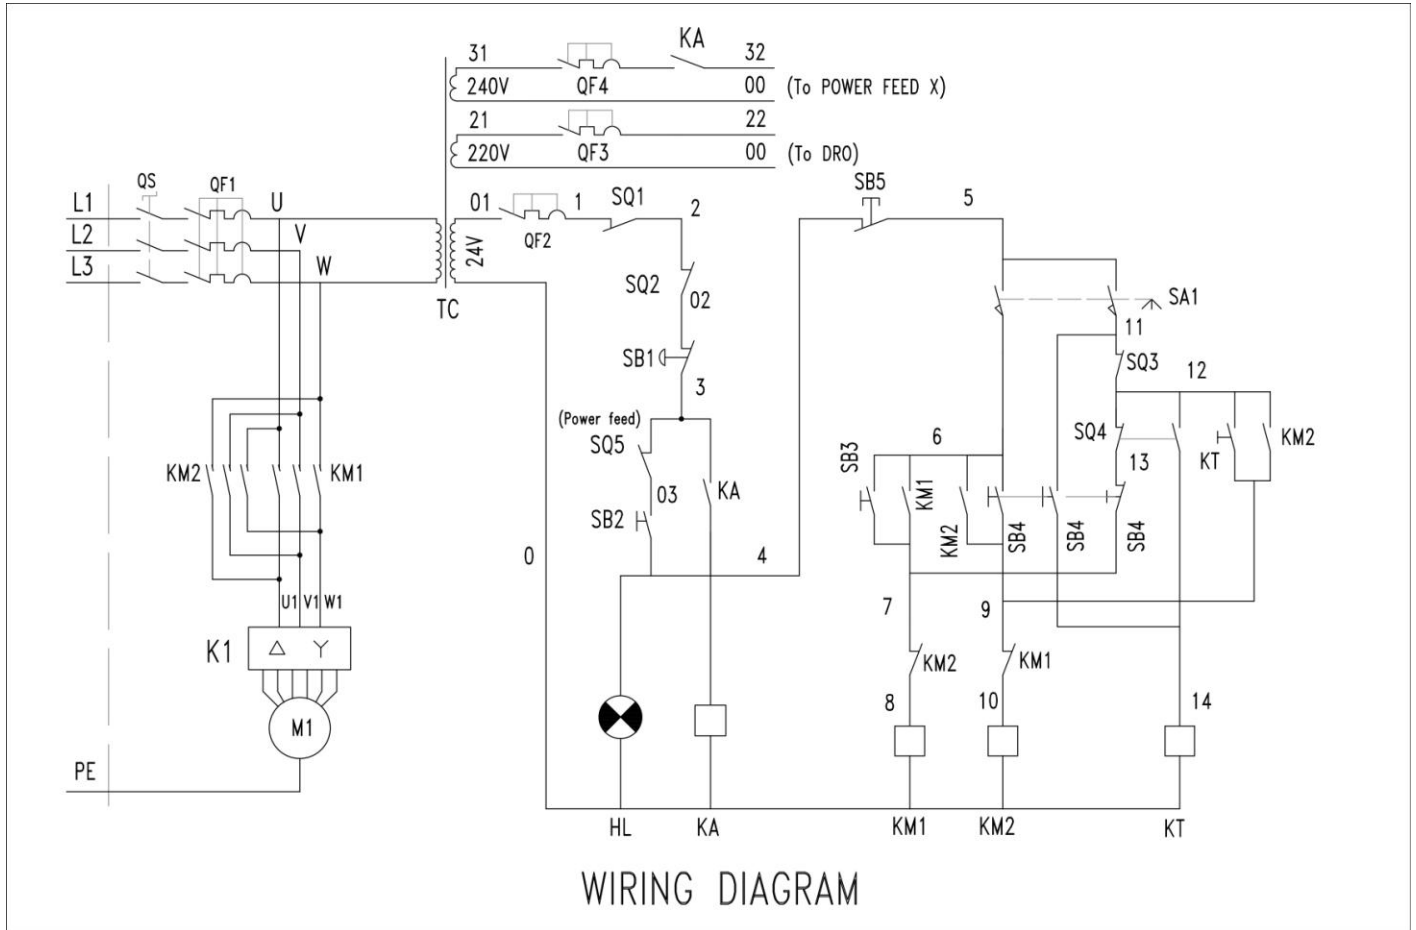 31
KA
32
240V
QF4
00
(To POWER FEED X)
21
22
220V
QF3
00
(To DRO)
L1
QS
QF1
U
L2
V
L3
W
TC
24V
01
QF2
1
SQ1
2
SQ2
02
SB1
3
SB5
5
SA1
11
SQ3
12
(Power feed)
SQ5
03
KA
SB2
0
4
SB3
6
KM1
KM2
SB4
SB4
SB4
SQ4
13
KT
KM2
KM2
KM1
U1
V1
W1
K1
M1
PE
7
9
KM2
KM1
8
10
14
HL
KA
KM1
KM2
KT
WIRING DIAGRAM